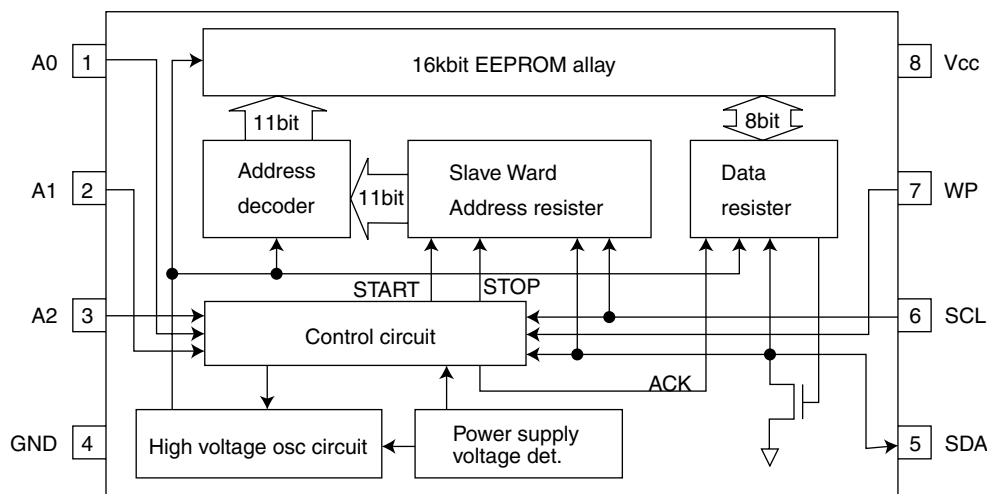 A0 1 16kbit EEPROM allay 8 Vcc
11bit 8bit
A1 2 Address decoder 11bit Slave Ward Address resister Data resister 7 WP
START STOP
A2 3 Control circuit 6 SCL
ACK
GND 4 High voltage osc circuit Power supply voltage det. 5 SDA